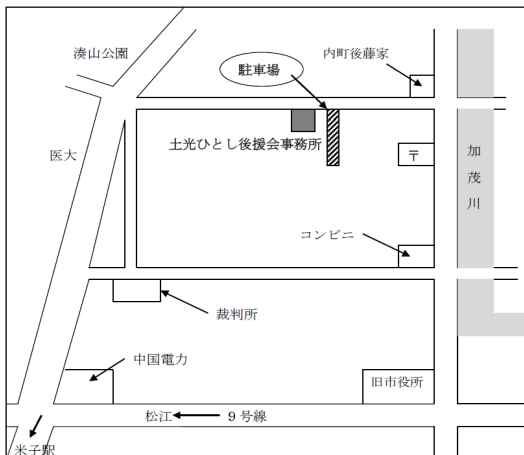 湊山公園
駐車場
内町後藤家
土光ひとし後援会事務所
医大
〒
加茂川
コンビニ
裁判所
中国電力
旧市役所
松江
9号線
米子駅